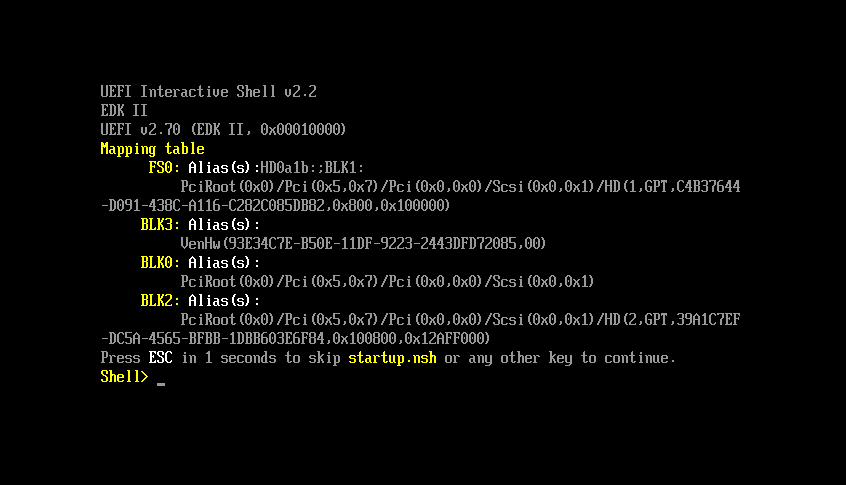 UEFI Interactive Shell v2.2
EDK II
UEFI v2.70 (EDK II, 0x00010000)
Mapping table
FS0: Alias(s):HD0a1b:;BLK1:
PciRoot(0x0)/Pci(0x5,0x7)/Pci(0x0,0x0)/Scsi(0x0,0x1)/HD(1,GPT,C4B37644
-D091-438C-A116-C282C085DB82,0x800,0x100000)
BLK3: Alias(s):
VenHw(93E34C7E-B50E-11DF-9223-2443DFD72085,00)
BLK0: Alias(s):
PciRoot(0x0)/Pci(0x5,0x7)/Pci(0x0,0x0)/Scsi(0x0,0x1)
BLK2: Alias(s):
PciRoot(0x0)/Pci(0x5,0x7)/Pci(0x0,0x0)/Scsi(0x0,0x1)/HD(2,GPT,39A1C7EF
-DC5A-4565-BFBB-1DBB603E6F84,0x100800,0x12AFF000)
Press ESC in 1 seconds to skip startup.nsh or any other key to continue.
Shell> _